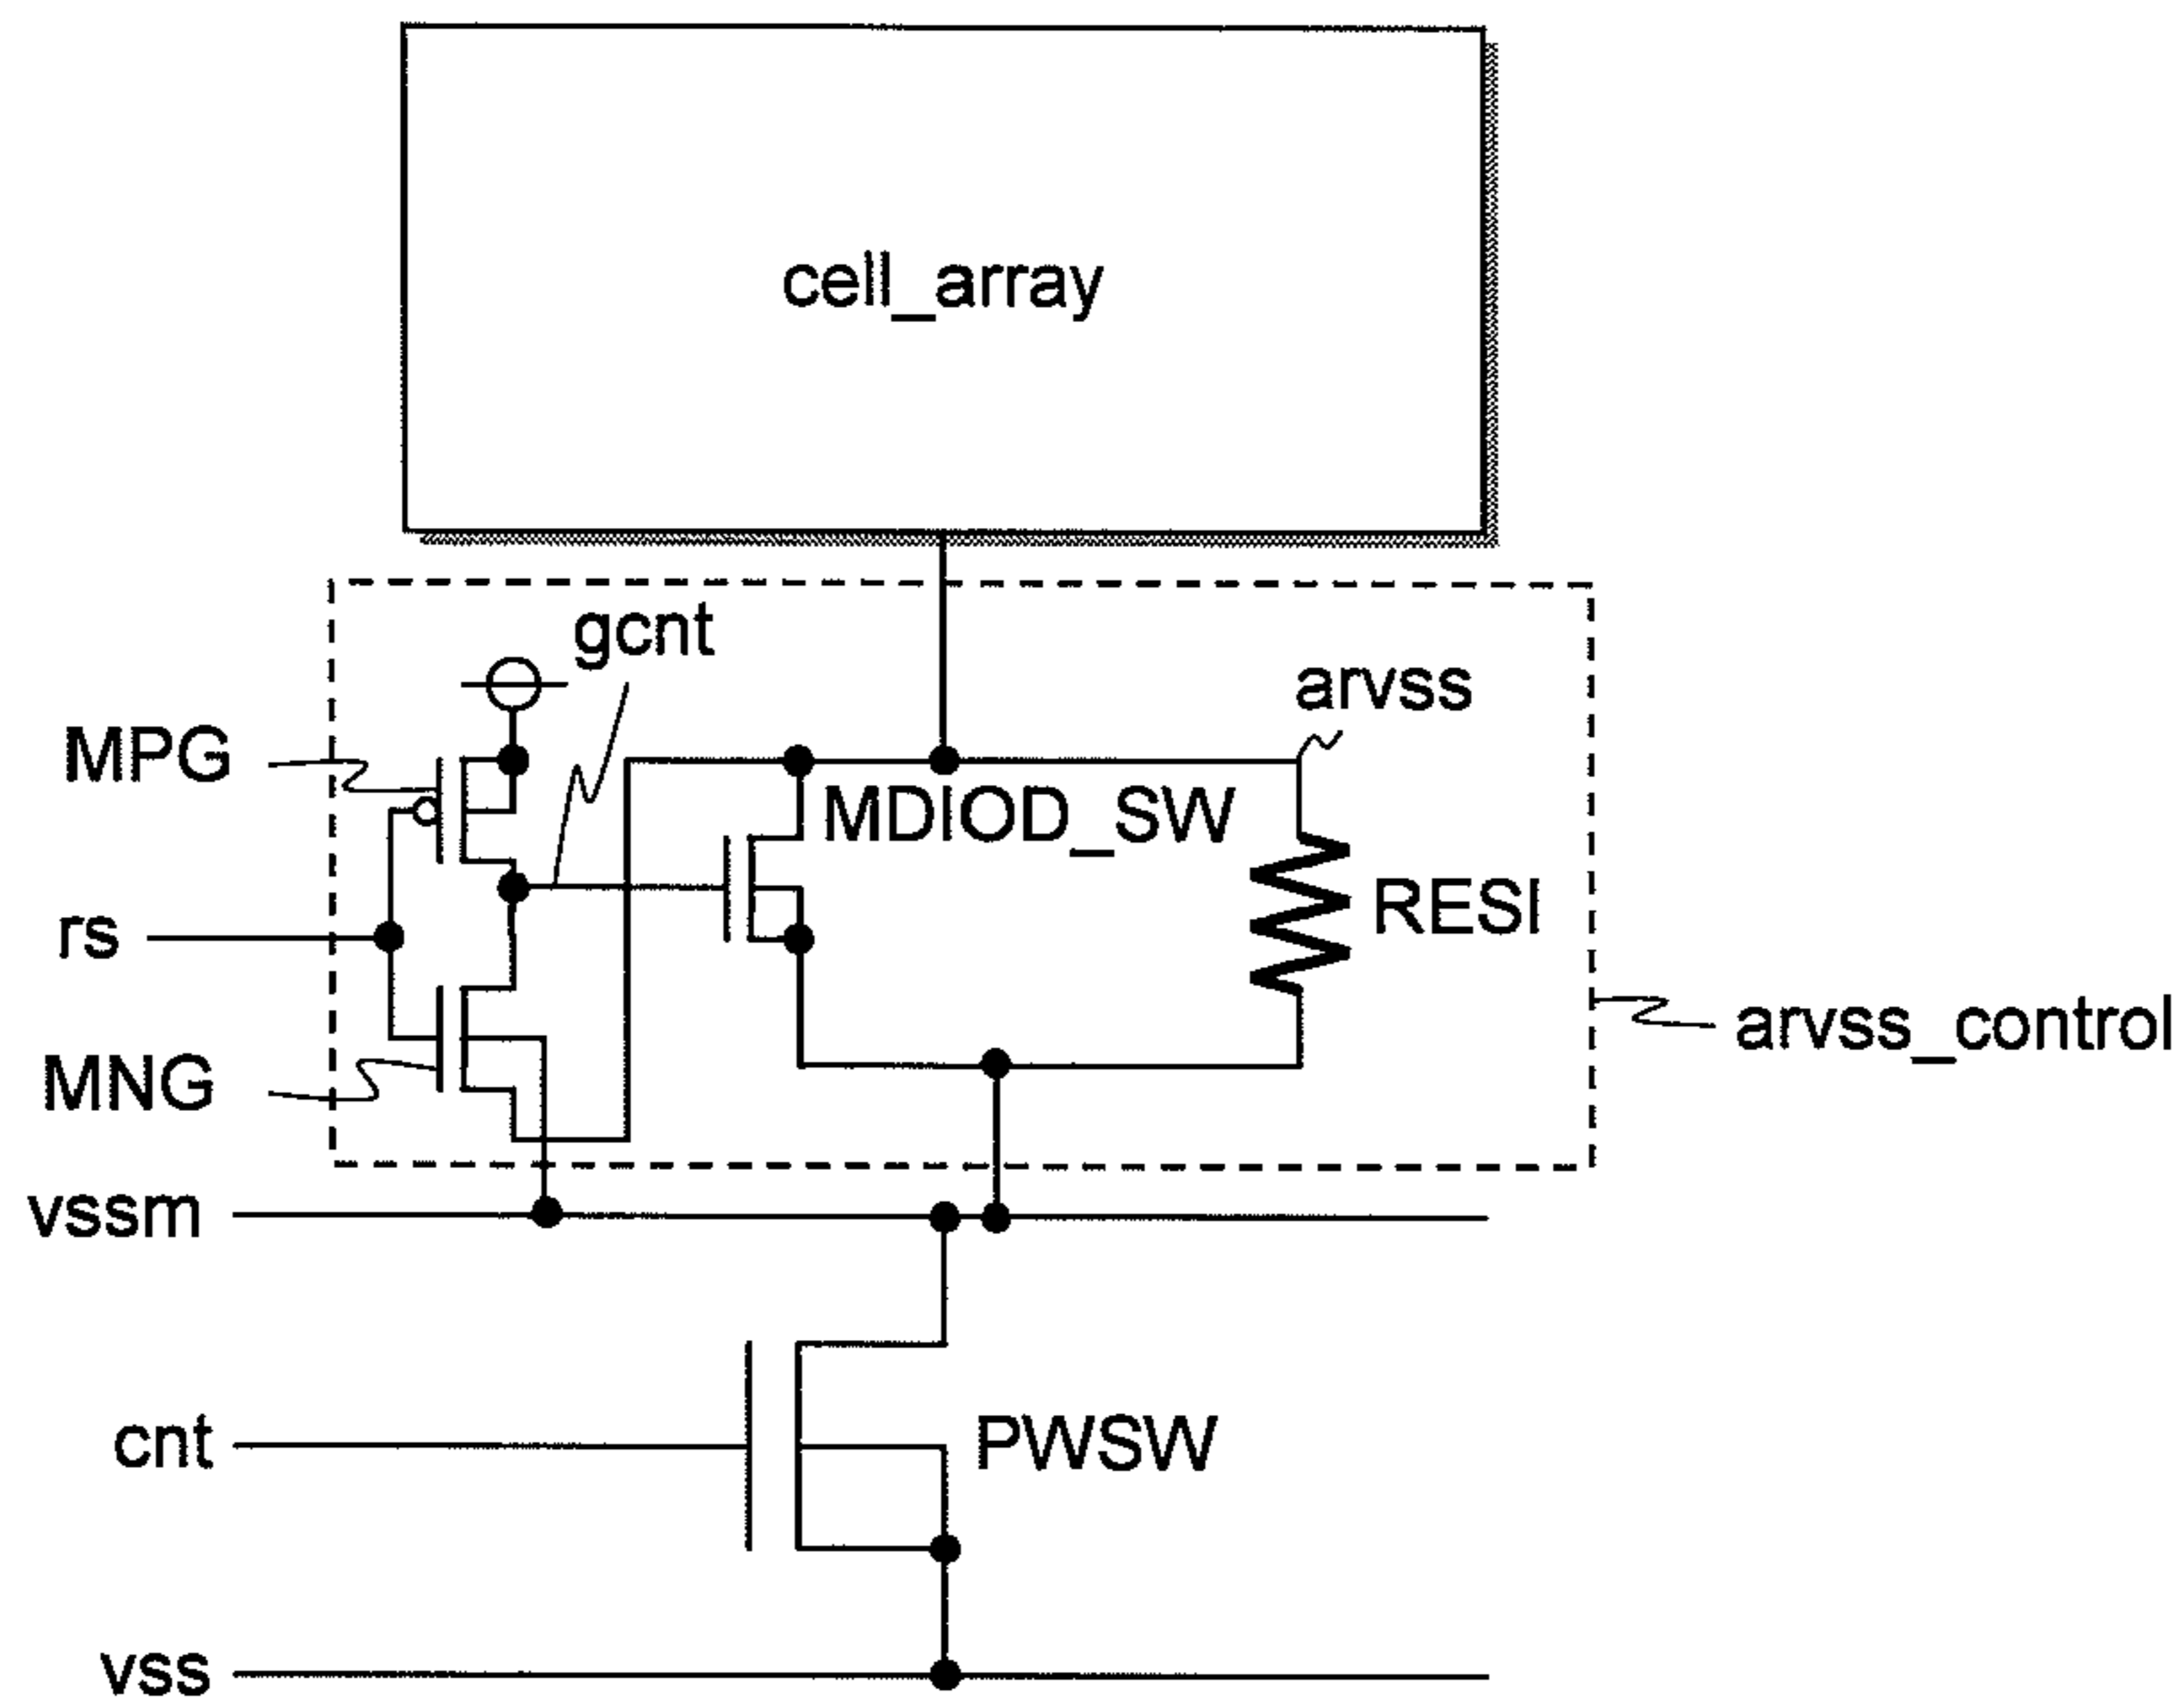 cell_array
gcnt
arvss
MPG
MDIOD_SW
RESI
rs
arvss_control
MNG
vssm
cnt
PWSW
vss